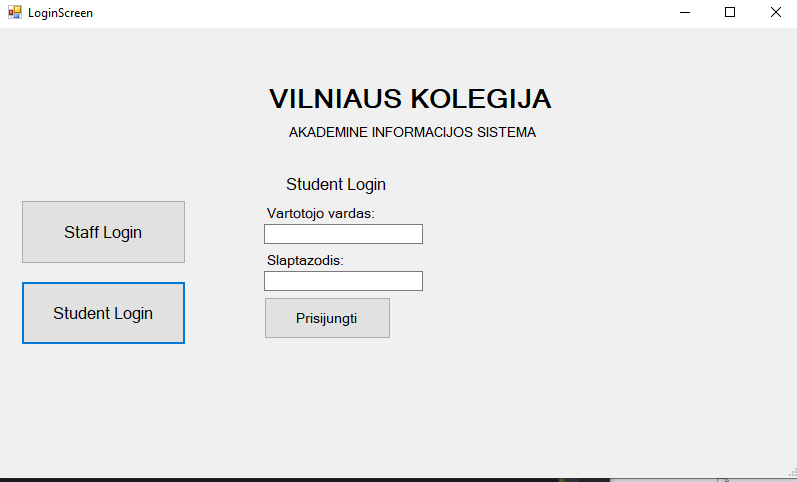 LoginScreen
VILNIAUS KOLEGIJA
AKADEMINE INFORMACIJOS SISTEMA
Staff Login
Student Login
Student Login
Vartotojo vardas:
Slaptazodis:
Prisijungti